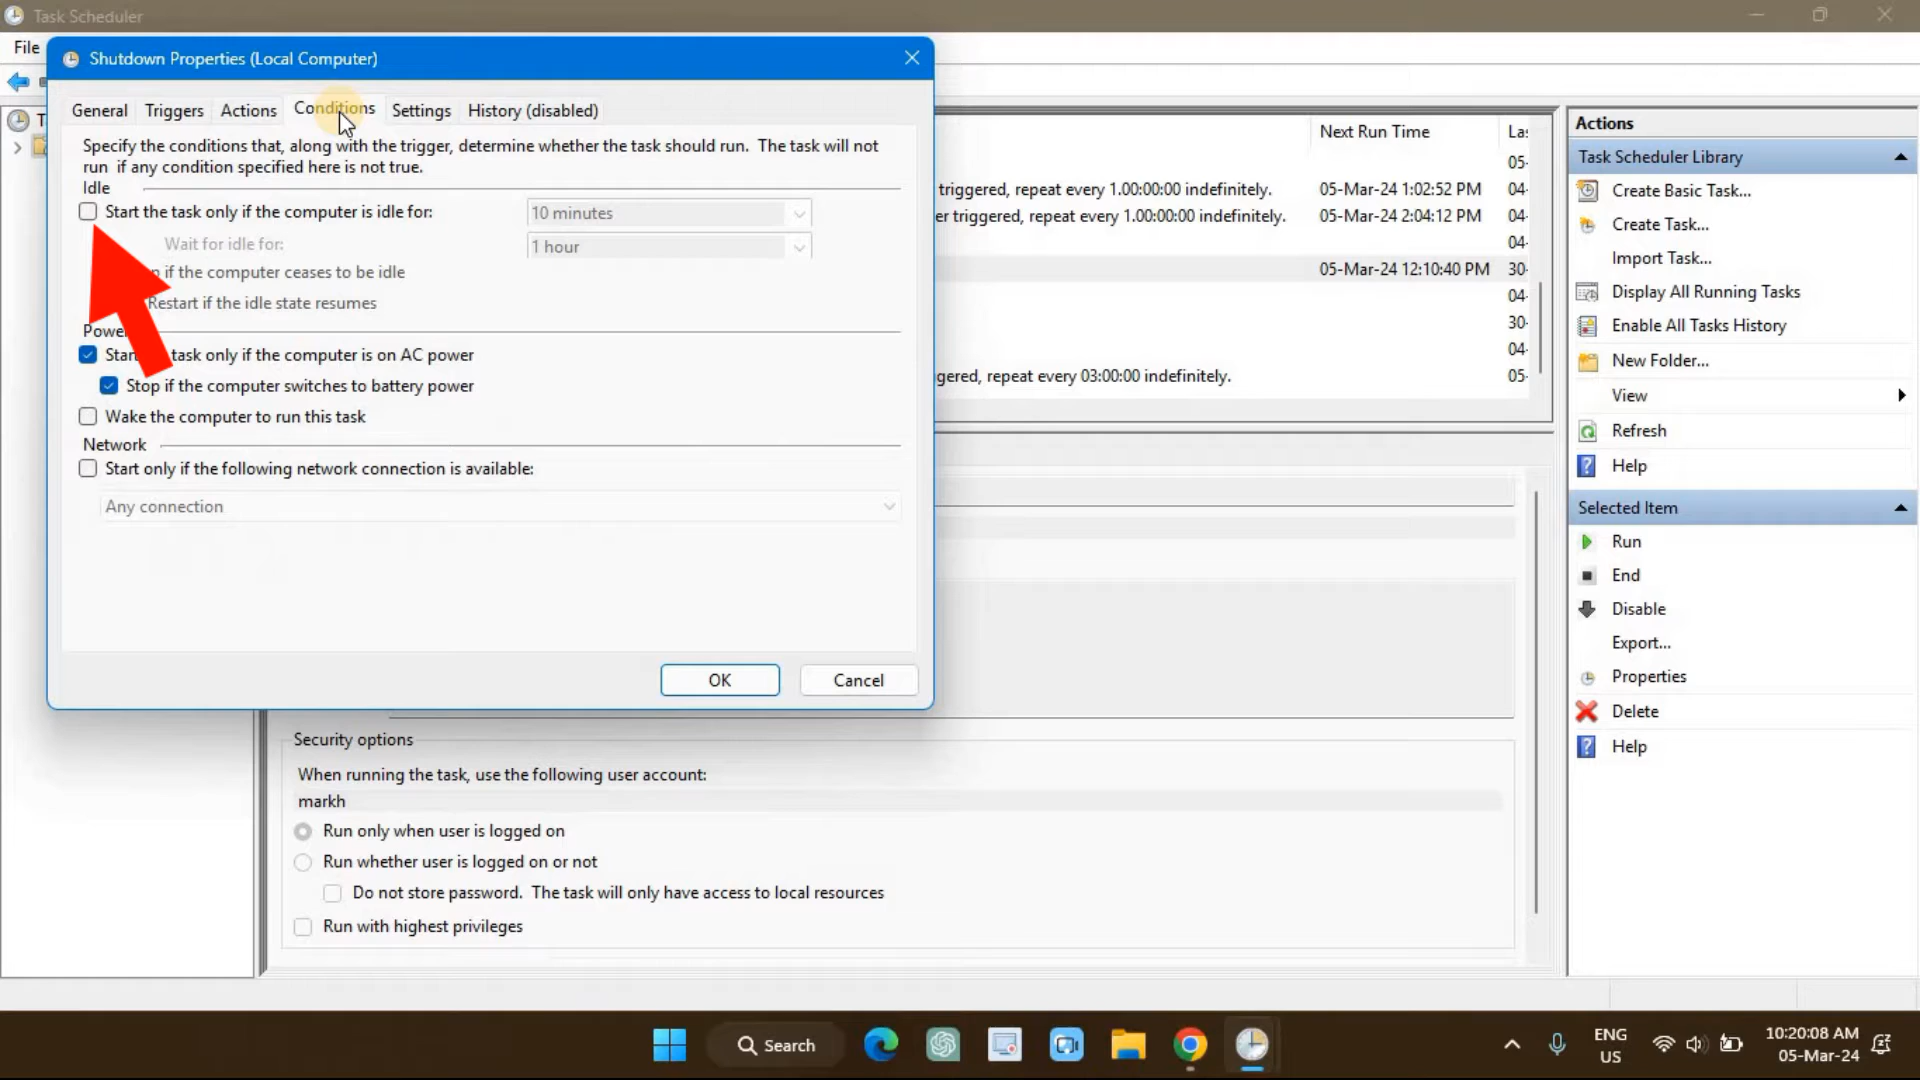 Task Scheduler
File
Shutdown Properties (Local Computer)
General
Triggers
Actions
Conditions
Settings
History (disabled)
Specify the conditions that, along with the trigger, determine whether the task should run. The task will not
run if any condition specified here is not true.
Idle
Start the task only if the computer is idle for:
10 minutes
Wait for idle for:
1 hour
if the computer ceases to be idle
Restart if the idle state resumes
Power
Start task only if the computer is on AC power
Stop if the computer switches to battery power
Wake the computer to run this task
Network
Start only if the following network connection is available:
Any connection
OK
Cancel
Next Run Time
05-
triggered, repeat every 1.00:00:00 indefinitely.
05-Mar-24 1:02:52 PM
04-
er triggered, repeat every 1.00:00:00 indefinitely.
05-Mar-24 2:04:12 PM
04-
04-
05-Mar-24 12:10:40 PM
30-
04-
30-
04-
gered, repeat every 03:00:00 indefinitely.
05-
Security options
When running the task, use the following user account:
markh
Run only when user is logged on
Run whether user is logged on or not
Do not store password. The task will only have access to local resources
Run with highest privileges
Actions
Task Scheduler Library
Create Basic Task...
Create Task...
Import Task...
Display All Running Tasks
Enable All Tasks History
New Folder...
View
Refresh
Help
Selected Item
Run
End
Disable
Export...
Properties
Delete
Help
Search
ENG
US
10:20:08 AM
05-Mar-24